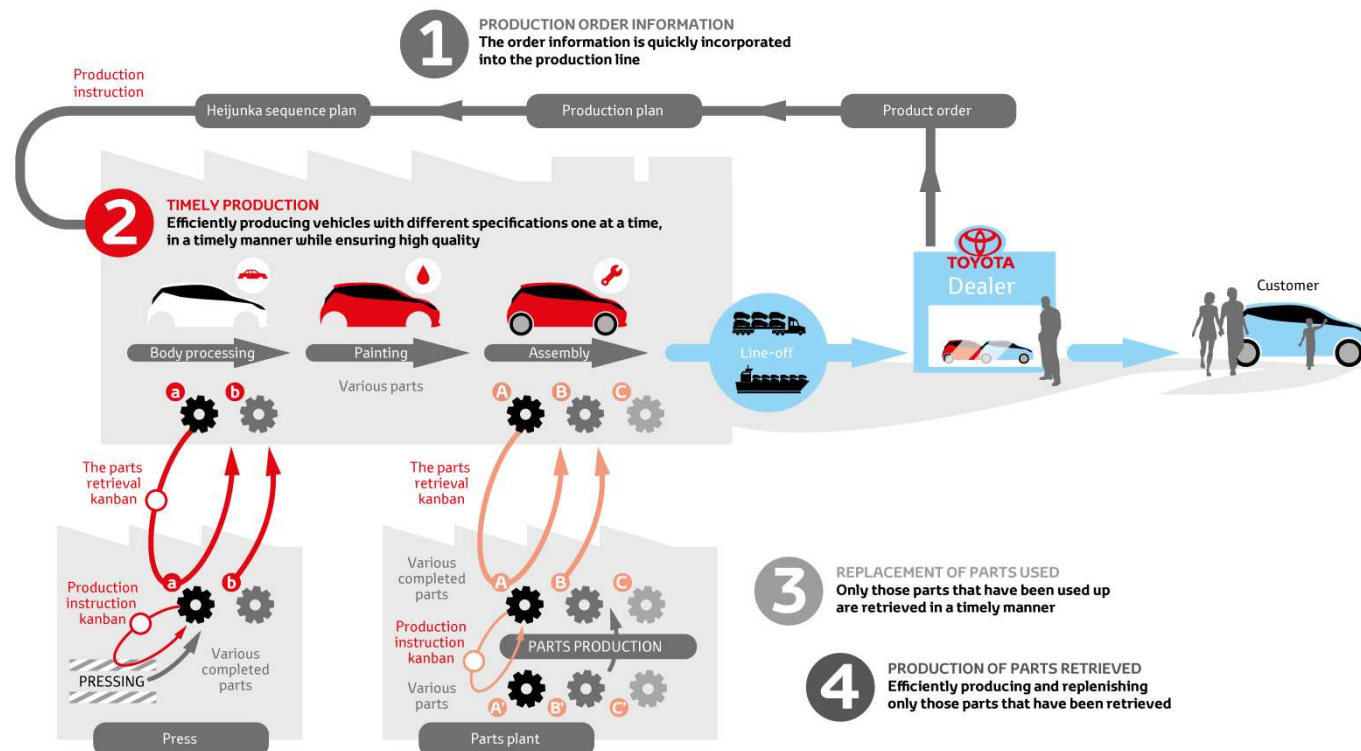 1
PRODUCTION ORDER INFORMATION
The order information is quickly incorporated
into the production line
Production
instruction
Heijunka sequence plan
Production plan
Product order
2
TIMELY PRODUCTION
Efficiently producing vehicles with different specifications one at a time,
in a timely manner while ensuring high quality
TOYOTA
Dealer
Customer
Body processing
Painting
Assembly
Line-off
Various parts
a
b
A
B
C
The parts
retrieval
kanban
The parts
retrieval
kanban
a
b
Production
instruction
kanban
PRESSING
Various
completed
parts
Press
Various
completed
parts
A
B
C
Production
instruction
kanban
PARTS PRODUCTION
Various
parts
A'
B'
C'
Parts plant
3
REPLACEMENT OF PARTS USED
Only those parts that have been used up
are retrieved in a timely manner
4
PRODUCTION OF PARTS RETRIEVED
Efficiently producing and replenishing
only those parts that have been retrieved